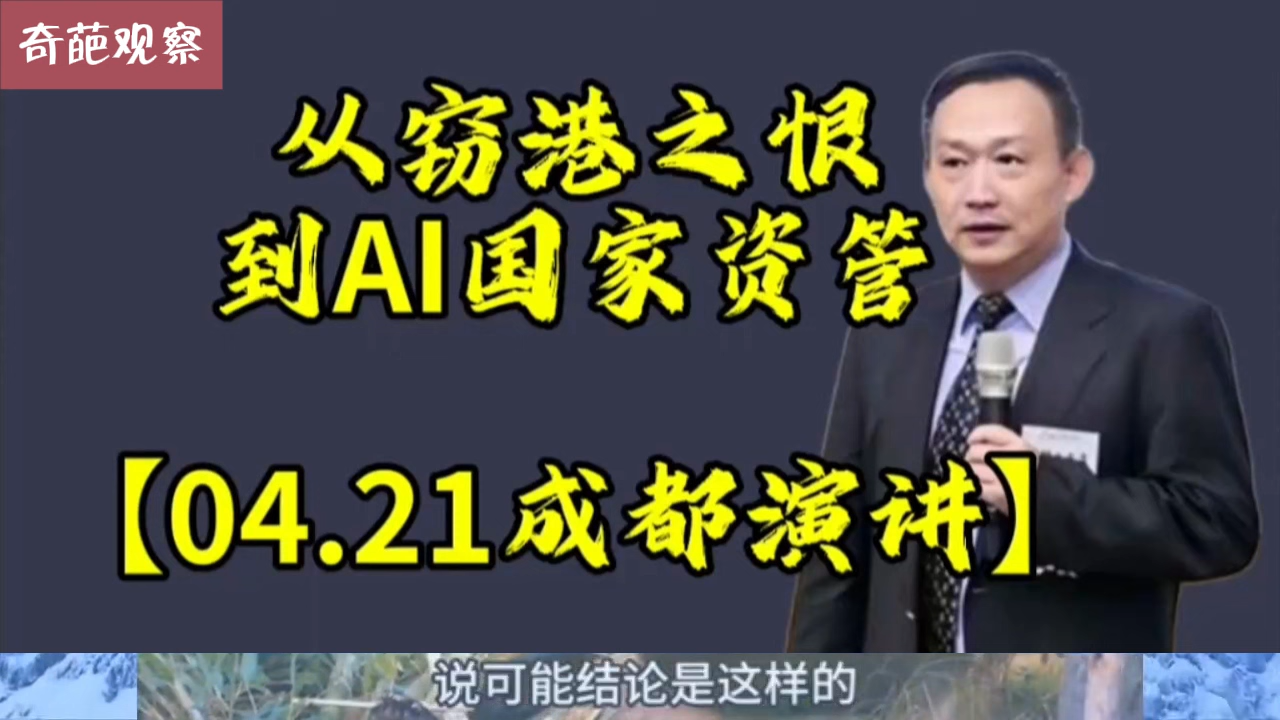 奇葩观察
从窃港之恨
到AI国家资管
【04.21成都演讲】
说可能结论是这样的